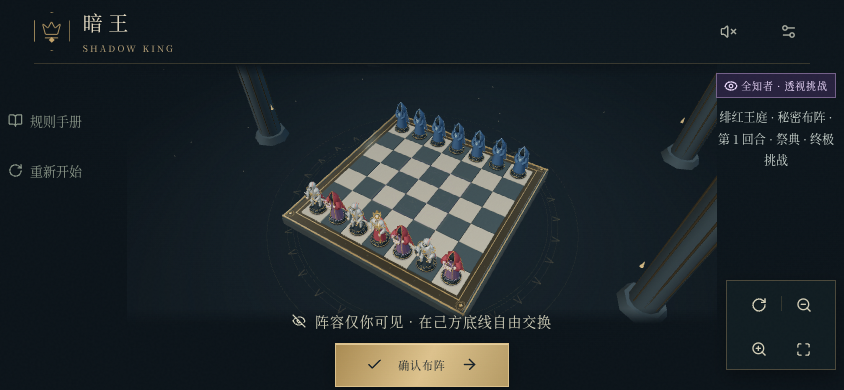 暗王
SHADOW KING
全知者 · 透视挑战
绯红王庭 · 秘密布阵 ·
第 1 回合 · 祭典 · 终极
挑战
规则手册
重新开始
阵容仅你可见 · 在己方底线自由交换
确认布阵